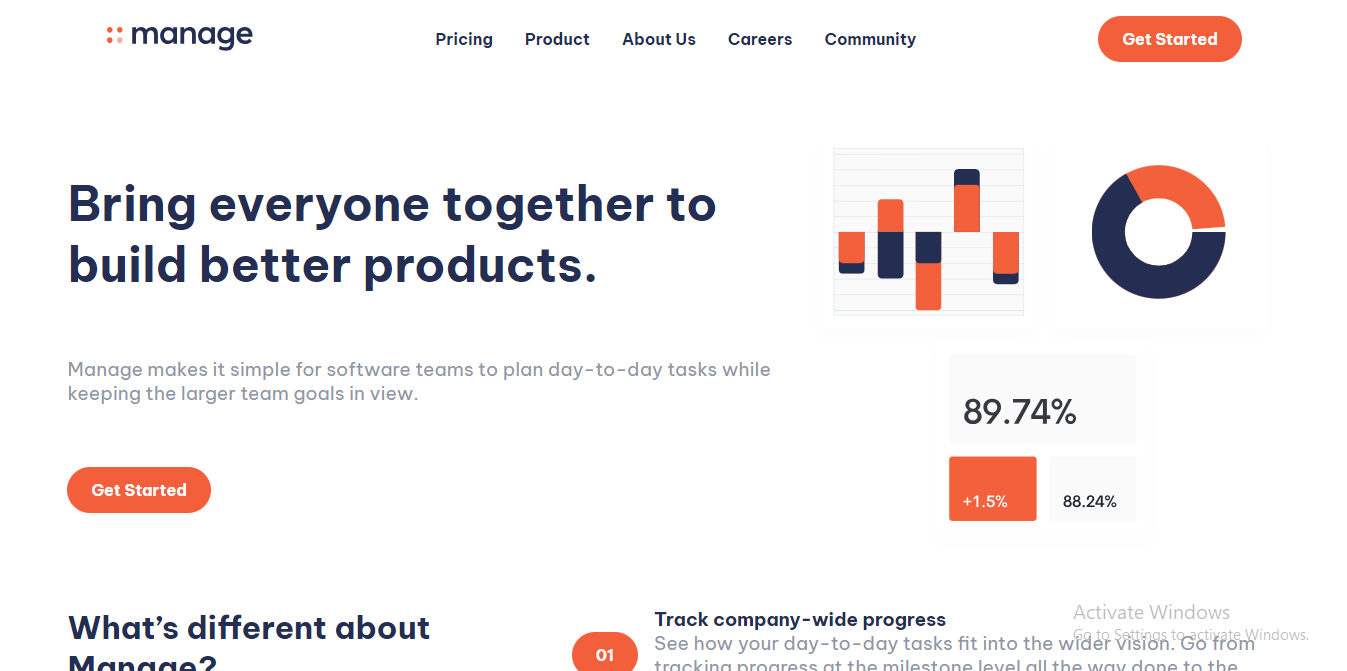 manage
Pricing Product About Us Careers Community
Get Started
Bring everyone together to
build better products.
Manage makes it simple for software teams to plan day-to-day tasks while
keeping the larger team goals in view.
Get Started
89.74%
+1.5%
88.24%
What's different about
Manage?
01
Track company-wide progress
See how your day-to-day tasks fit into the wider vision. Go from
tracking progress at the milestone level all the way done to the
Activate Windows
Go to Settings to activate Windows.